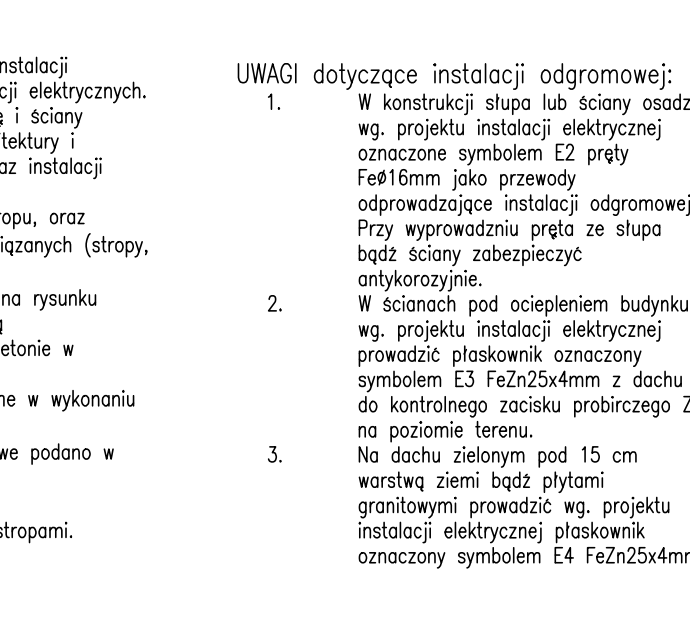 nstalacji
cji elektrycznych.
ę i ściany
tektury i
az instalacji
ropu, oraz
iązanych (stropy,
na rysunku
ą
etonie w
ne w wykonaniu
we podano w
stropami.
UWAGI dotyczące instalacji odgromowej:
1. W konstrukcji słupa lub ściany osadz
wg. projektu instalacji elektrycznej
oznaczone symbolem E2 pręty
Feø16mm jako przewody
odprowadzające instalacji odgromowej
Przy wyprowadzniu pręta ze słupa
bądź ściany zabezpieczyć
antykorozyjnie.
2. W ścianach pod ociepleniem budynku
wg. projektu instalacji elektrycznej
prowadzić płaskownik oznaczony
symbolem E3 FeZn25x4mm z dachu
do kontrolnego zacisku probirczego Z
na poziomie terenu.
3. Na dachu zielonym pod 15 cm
warstwą ziemi bądź płytami
granitowymi prowadzić wg. projektu
instalacji elektrycznej płaskownik
oznaczony symbolem E4 FeZn25x4mm